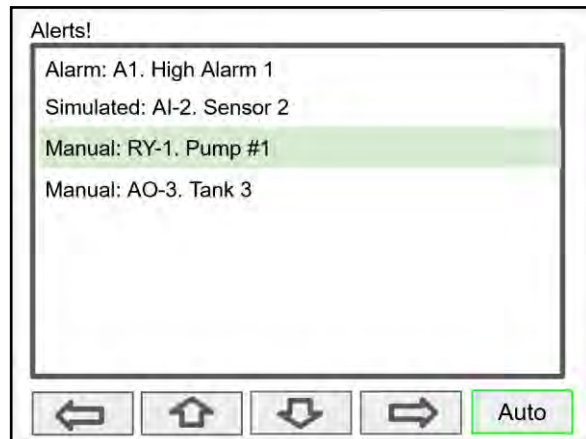 Alerts!
Alarm: A1. High Alarm 1
Simulated: AI-2. Sensor 2
Manual: RY-1. Pump #1
Manual: AO-3. Tank 3
Auto